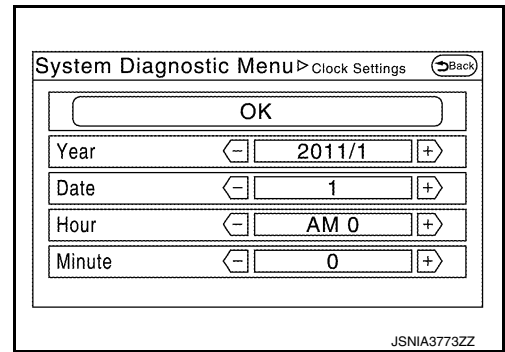 System Diagnostic Menu▷Clock Settings Back
OK
Year − 2011/1 +
Date − 1 +
Hour − AM 0 +
Minute − 0 +
JSNIA3773ZZ